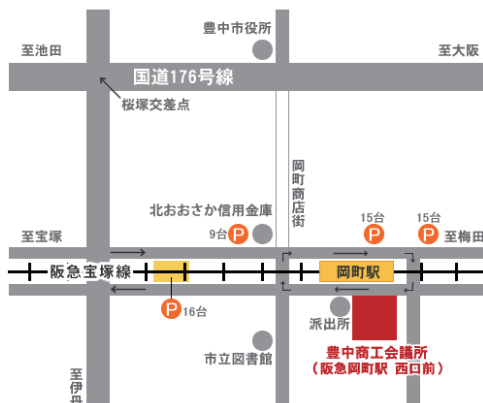 豊中市役所
至池田
至大阪
国道176号線
桜塚交差点
岡町商店街
北おおさか信用金庫
9台
P
15台
P
15台
P
至宝塚
至梅田
阪急宝塚線
岡町駅
P
16台
派出所
市立図書館
豊中商工会議所
(阪急岡町駅 西口前)
至伊丹